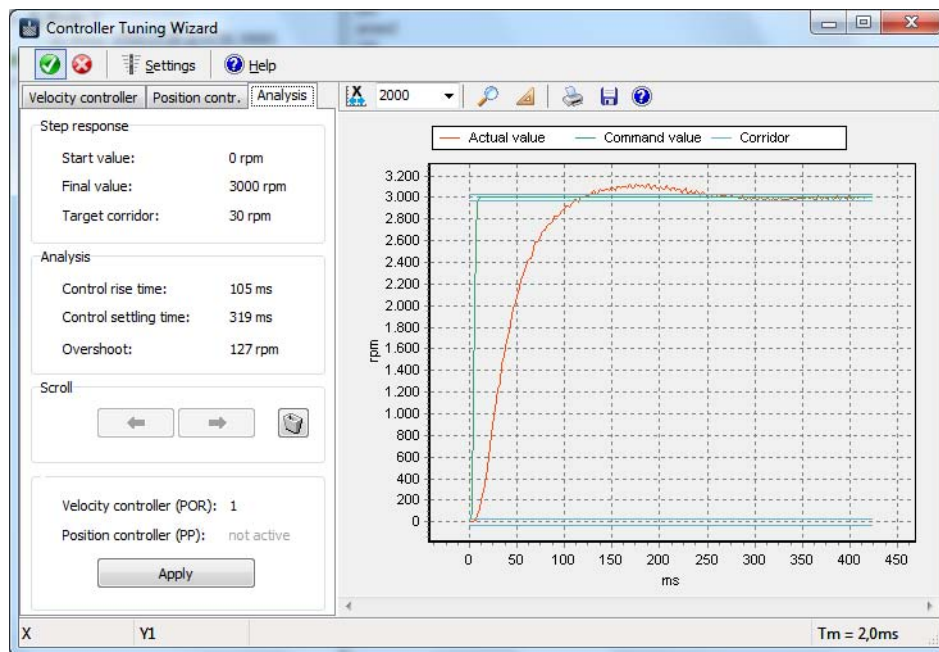 Controller Tuning Wizard
Settings
Help
Velocity controller
Position contr.
Analysis
X
2000
Step response
Start value: 0 rpm
Final value: 3000 rpm
Target corridor: 30 rpm
Analysis
Control rise time: 105 ms
Control settling time: 319 ms
Overshoot: 127 rpm
Scroll
Velocity controller (POR): 1
Position controller (PP): not active
Apply
Actual value
Command value
Corridor
3.200
3.000
2.800
2.600
2.400
2.200
2.000
1.800
1.600
1.400
1.200
1.000
800
600
400
200
0
rpm
0 50 100 150 200 250 300 350 400 450
ms
X Y1 Tm = 2,0ms